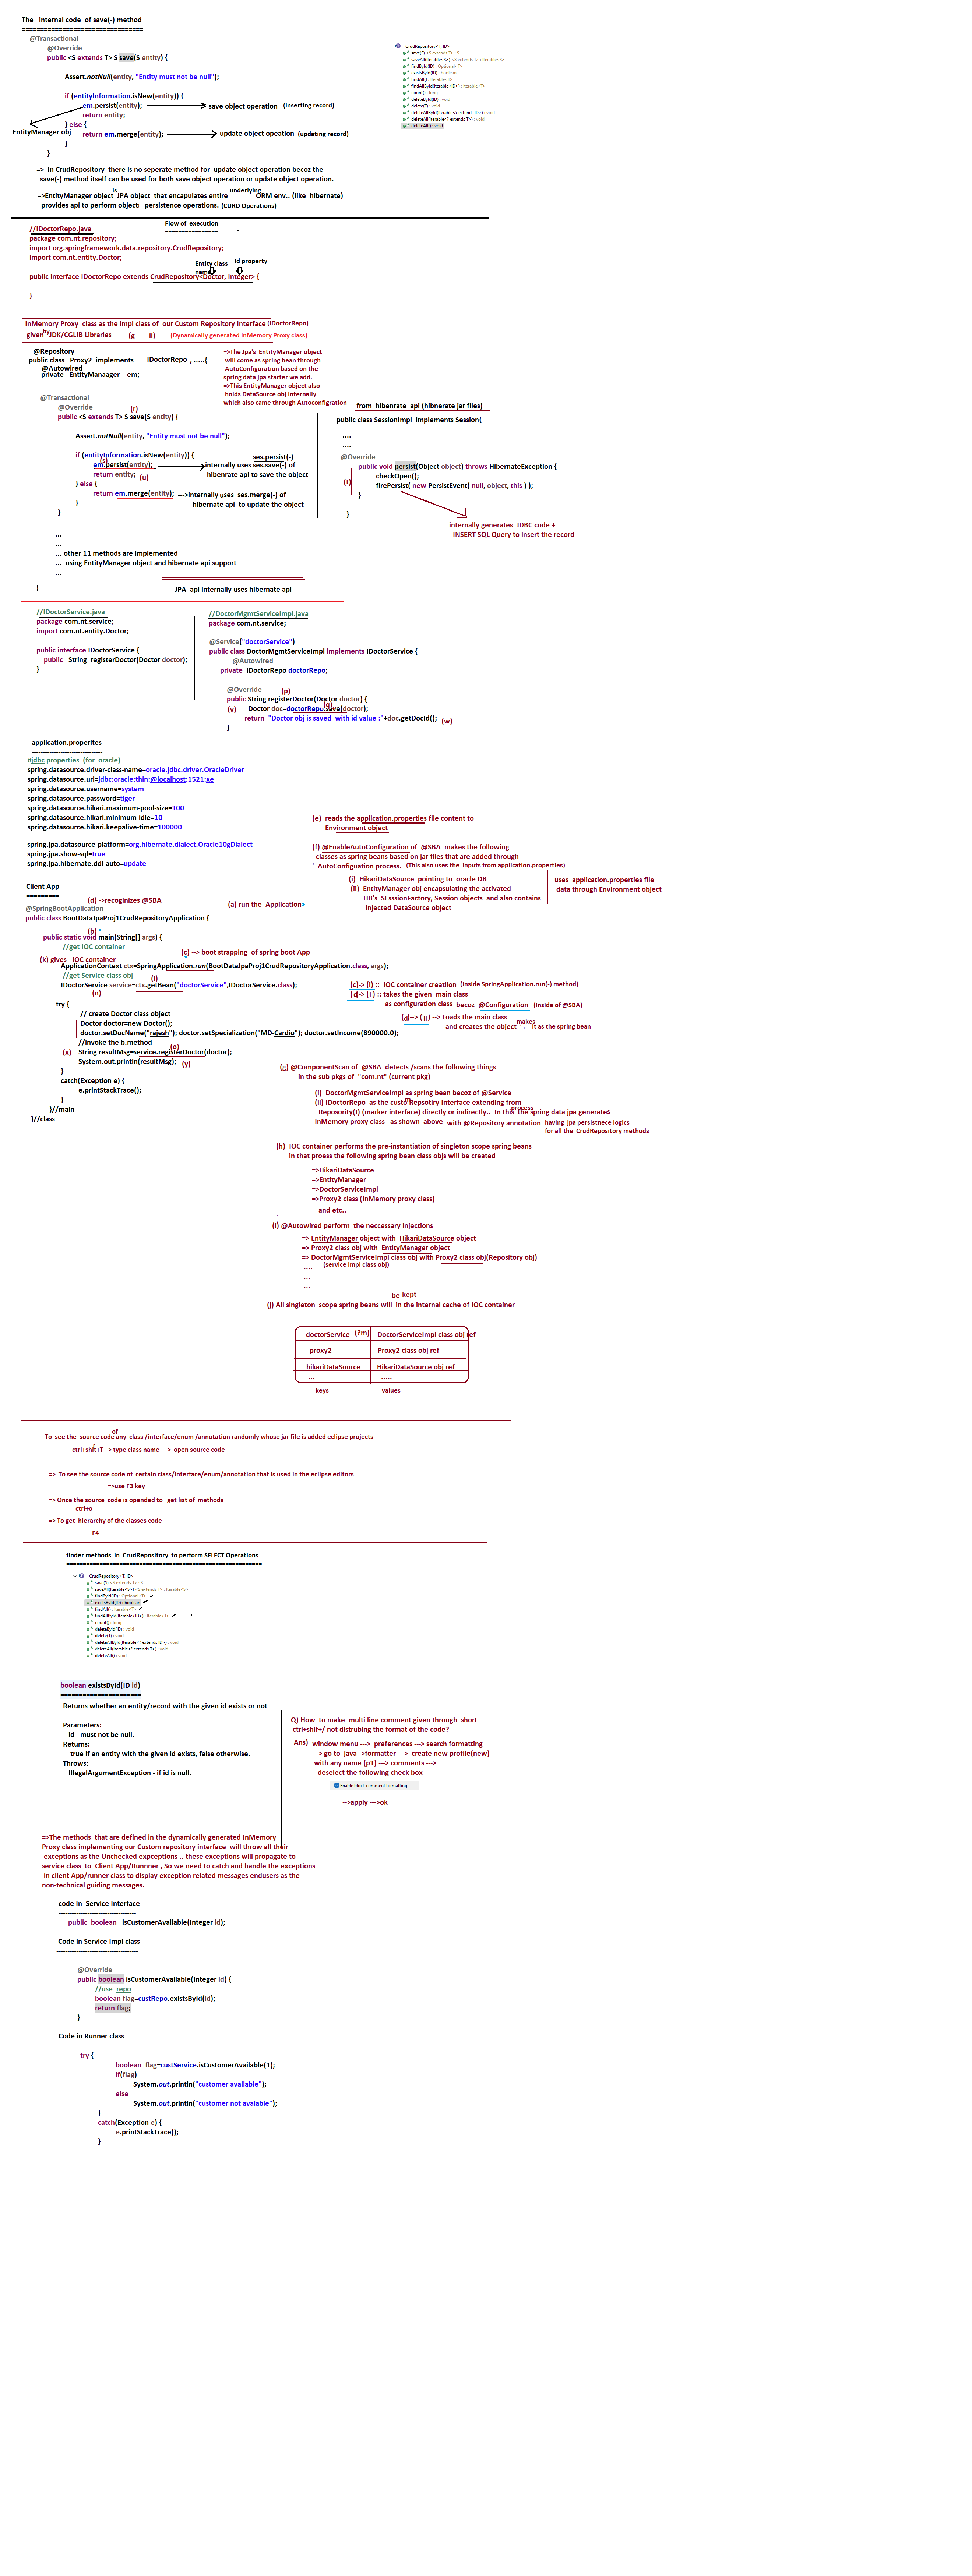 The internal code of save(-) method
=================================
@Transactional
@Override
public <S extends T> S save(S entity) {
Assert.notNull(entity, "Entity must not be null");
if (entityInformation.isNew(entity)) {
em.persist(entity); save object operation (inserting record)
return entity;
} else {
EntityManager obj
return em.merge(entity); update object opeation (updating record)
}
}
CrudRepository<T, ID>
save(S) <S extends T> : S
saveAll(Iterable<S>) <S extends T> : Iterable<S>
findById(ID) : Optional<T>
existsById(ID) : boolean
findAll() : Iterable<T>
findAllById(Iterable<ID>) : Iterable<T>
count() : long
deleteById(ID) : void
delete(T) : void
deleteAllById(Iterable<? extends ID>) : void
deleteAll(Iterable<? extends T>) : void
deleteAll() : void
=> In CrudRepository there is no seperate method for update object operation becoz the
save(-) method itself can be used for both save object operation or update object operation.
is underlying
=>EntityManager object JPA object that encapulates entire ORM env.. (like hibernate)
provides api to perform object persistence operations. (CURD Operations)
//IDoctorRepo.java
Flow of execution
================
package com.nt.repository;
import org.springframework.data.repository.CrudRepository;
import com.nt.entity.Doctor;
Entity class name
Id property
public interface IDoctorRepo extends CrudRepository<Doctor, Integer> {
}
InMemory Proxy class as the impl class of our Custom Repository Interface (IDoctorRepo)
given by JDK/CGLIB Libraries (g ---- ii) (Dynamically generated InMemory Proxy class)
@Repository
public class Proxy2 implements IDoctorRepo , .....{
@Autowired
private EntityManaager em;
=>The Jpa's EntityManager object
will come as spring bean through
AutoConfiguration based on the
spring data jpa starter we add.
=>This EntityManager object also
holds DataSource obj internally
which also came through Autoconfigration
@Transactional
@Override (r)
public <S extends T> S save(S entity) {
Assert.notNull(entity, "Entity must not be null");
if (entityInformation.isNew(entity)) {
(s)
em.persist(entity);
return entity; (u)
} else {
return em.merge(entity);
}
}
ses.persist(-)
internally uses ses.save(-) of
hibenrate api to save the object
--->internally uses ses.merge(-) of
hibernate api to update the object
from hibenrate api (hibnerate jar files)
public class SessionImpl implements Session{
....
....
@Override
public void persist(Object object) throws HibernateException {
checkOpen();
(t)
firePersist( new PersistEvent( null, object, this ) );
}
}
internally generates JDBC code +
INSERT SQL Query to insert the record
...
...
... other 11 methods are implemented
... using EntityManager object and hibernate api support
...
}
JPA api internally uses hibernate api
//IDoctorService.java
package com.nt.service;
import com.nt.entity.Doctor;
public interface IDoctorService {
public String registerDoctor(Doctor doctor);
}
//DoctorMgmtServiceImpl.java
package com.nt.service;
@Service("doctorService")
public class DoctorMgmtServiceImpl implements IDoctorService {
@Autowired
private IDoctorRepo doctorRepo;
@Override (p)
public String registerDoctor(Doctor doctor) {
(q)
(v) Doctor doc=doctorRepo.save(doctor);
return "Doctor obj is saved with id value :"+doc.getDocId(); (w)
}
application.properites
------------------------------
#jdbc properties (for oracle)
spring.datasource.driver-class-name=oracle.jdbc.driver.OracleDriver
spring.datasource.url=jdbc:oracle:thin:@localhost:1521:xe
spring.datasource.username=system
spring.datasource.password=tiger
spring.datasource.hikari.maximum-pool-size=100
spring.datasource.hikari.minimum-idle=10
spring.datasource.hikari.keepalive-time=100000
spring.jpa.datasource-platform=org.hibernate.dialect.Oracle10gDialect
spring.jpa.show-sql=true
spring.jpa.hibernate.ddl-auto=update
(e) reads the application.properties file content to
Environment object
(f) @EnableAutoConfiguration of @SBA makes the following
classes as spring beans based on jar files that are added through
' AutoConfiguation process. (This also uses the inputs from application.properties)
(i) HikariDataSource pointing to oracle DB
(ii) EntityManager obj encapsulating the activated
HB's SEsssionFactory, Session objects and also contains
Injected DataSource object
uses application.properties file
data through Environment object
Client App
=========
(d) ->recoginizes @SBA
(a) run the Application
@SpringBootApplication
public class BootDataJpaProj1CrudRepositoryApplication {
(b)
public static void main(String[] args) {
//get IOC container
(c) --> boot strapping of spring boot App
(k) gives IOC container
ApplicationContext ctx=SpringApplication.run(BootDataJpaProj1CrudRepositoryApplication.class, args);
//get Service class obj (l)
IDoctorService service=ctx.getBean("doctorService",IDoctorService.class);
(n)
try {
// create Doctor class object
Doctor doctor=new Doctor();
doctor.setDocName("rajesh"); doctor.setSpecialization("MD-Cardio"); doctor.setIncome(890000.0);
//invoke the b.method
(o)
(x) String resultMsg=service.registerDoctor(doctor);
System.out.println(resultMsg); (y)
}
catch(Exception e) {
e.printStackTrace();
}
}//main
}//class
(c)-> (i) :: IOC container creatiion (Inside SpringApplication.run(-) method)
(d)-> (i) :: takes the given main class
as configuration class becoz @Configuration (inside of @SBA)
(d)--> (ii) --> Loads the main class
and creates the object makes it as the spring bean
(g) @ComponentScan of @SBA detects /scans the following things
in the sub pkgs of "com.nt" (current pkg)
(i) DoctorMgmtServiceImpl as spring bean becoz of @Service
(ii) IDoctorRepo as the custom Repsotiry Interface extending from
Reposority(I) (marker interface) directly or indirectly.. In this process the spring data jpa generates
InMemory proxy class as shown above with @Repository annotation having jpa persistnece logics
for all the CrudRepository methods
(h) IOC container performs the pre-instantiation of singleton scope spring beans
in that proess the following spring bean class objs will be created
=>HikariDataSource
=>EntityManager
=>DoctorServiceImpl
=>Proxy2 class (InMemory proxy class)
and etc..
(i) @Autowired perform the neccessary injections
=> EntityManager object with HikariDataSource object
=> Proxy2 class obj with EntityManager object
=> DoctorMgmtServiceImpl class obj with Proxy2 class obj(Repository obj)
(service impl class obj)
....
...
...
be kept
(j) All singleton scope spring beans will in the internal cache of IOC container
doctorService (?m) DoctorServiceImpl class obj ref
proxy2 Proxy2 class obj ref
hikariDataSource HikariDataSource obj ref
... .....
keys values
of
To see the source code any class /interface/enum /annotation randomly whose jar file is added eclipse projects
ctrl+shit+T -> type class name ---> open source code
=> To see the source code of certain class/interface/enum/annotation that is used in the eclipse editors
=>use F3 key
=> Once the source code is opended to get list of methods
ctrl+o
=> To get hierarchy of the classes code
F4
finder methods in CrudRepository to perform SELECT Operations
==============================================================
CrudRepository<T, ID>
save(S) <S extends T> : S
saveAll(Iterable<S>) <S extends T> : Iterable<S>
findById(ID) : Optional<T>
existsById(ID) : boolean
findAll() : Iterable<T>
findAllById(Iterable<ID>) : Iterable<T>
count() : long
deleteById(ID) : void
delete(T) : void
deleteAllById(Iterable<? extends ID>) : void
deleteAll(Iterable<? extends T>) : void
deleteAll() : void
boolean existsById(ID id)
======================
Returns whether an entity/record with the given id exists or not
Parameters:
id - must not be null.
Returns:
true if an entity with the given id exists, false otherwise.
Throws:
IllegalArgumentException - if id is null.
Q) How to make multi line comment given through short
ctrl+shif+/ not distrubing the format of the code?
Ans) window menu ---> preferences ---> search formatting
--> go to java-->formatter ---> create new profile(new)
with any name (p1) ---> comments --->
deselect the following check box
Enable block comment formatting
-->apply --->ok
=>The methods that are defined in the dynamically generated InMemory
Proxy class implementing our Custom repository interface will throw all their
exceptions as the Unchecked expceptions .. these exceptions will propagate to
service class to Client App/Runnner , So we need to catch and handle the exceptions
in client App/runner class to display exception related messages endusers as the
non-technical guiding messages.
code In Service Interface
---------------------------------
public boolean isCustomerAvailable(Integer id);
Code in Service Impl class
-----------------------------------
@Override
public boolean isCustomerAvailable(Integer id) {
//use repo
boolean flag=custRepo.existsById(id);
return flag;
}
Code in Runner class
----------------------------
try {
boolean flag=custService.isCustomerAvailable(1);
if(flag)
System.out.println("customer available");
else
System.out.println("customer not avaiable");
}
catch(Exception e) {
e.printStackTrace();
}